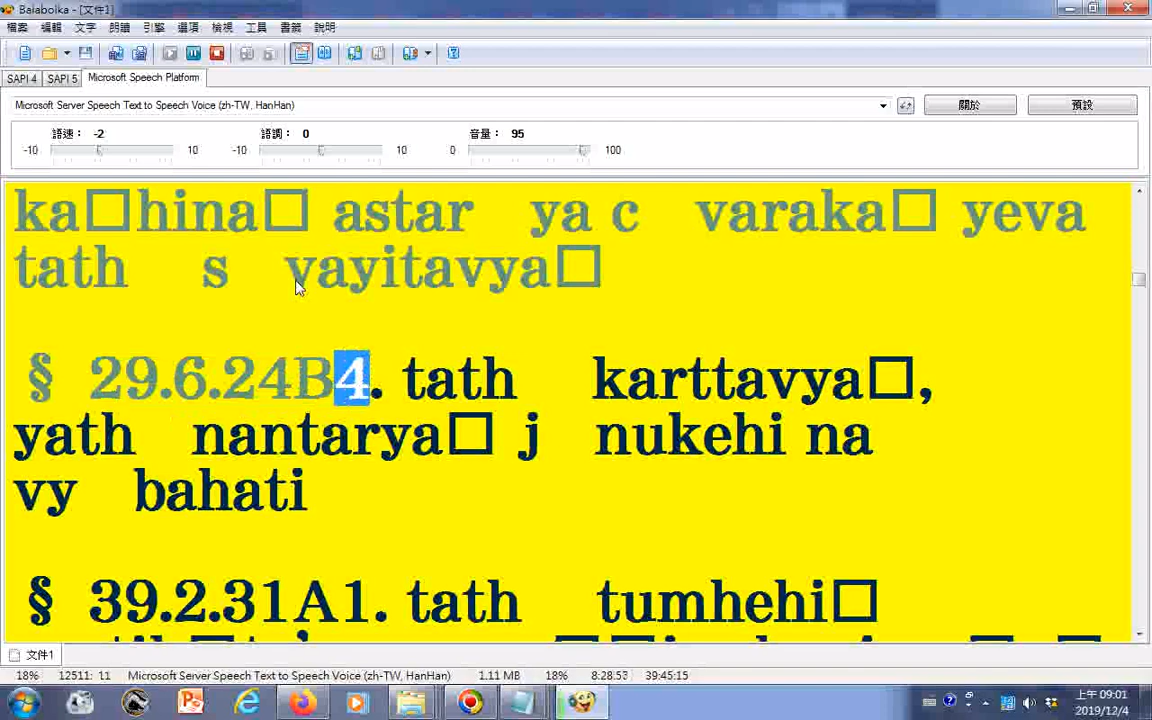 Balabolka - [文件1]
檔案 編輯 文字 朗讀 引擎 選項 檢視 工具 書籤 說明
SAPI 4 SAPI 5 Microsoft Speech Platform
Microsoft Server Speech Text to Speech Voice (zh-TW, HanHan) 關於 預設
語速： -2 語調： 0 音量： 95
-10 10 -10 10 0 100
ka□hina□ astar ya c varaka□ yeva
tath s vayitavya□
§ 29.6.24B4. tath karttavya□,
yath nantarya□ j nukehi na
vy bahati
§ 39.2.31A1. tath tumhehi□
文件1
18% 12511: 11 Microsoft Server Speech Text to Speech Voice (zh-TW, HanHan) 1.11 MB 18% 8:28:53 39:45:15
上午 09:01
2019/12/4